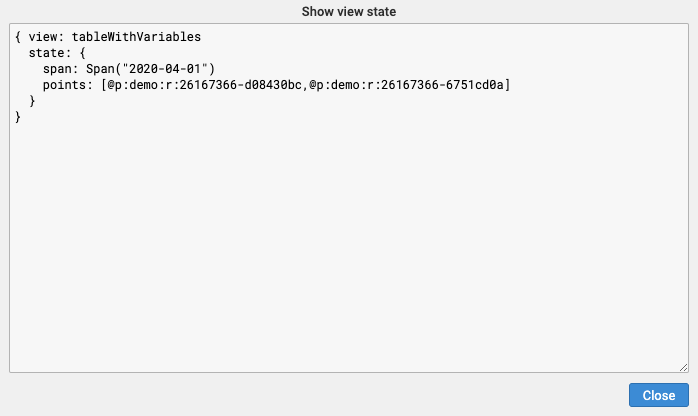 Show view state
{ view: tableWithVariables
  state: {
    span: Span("2020-04-01")
    points: [@p:demo:r:26167366-d08430bc,@p:demo:r:26167366-6751cd0a]
  }
}
Close